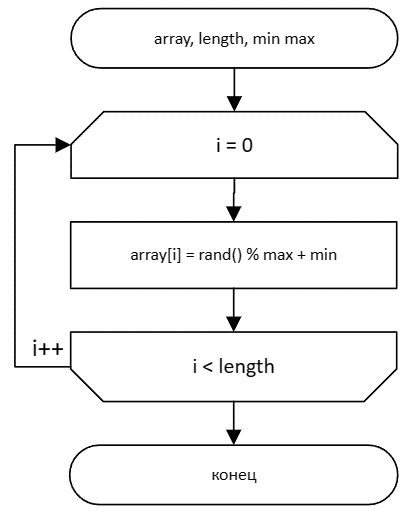 array, length, min max
i = 0
array[i] = rand() % max + min
i++
i < length
конец